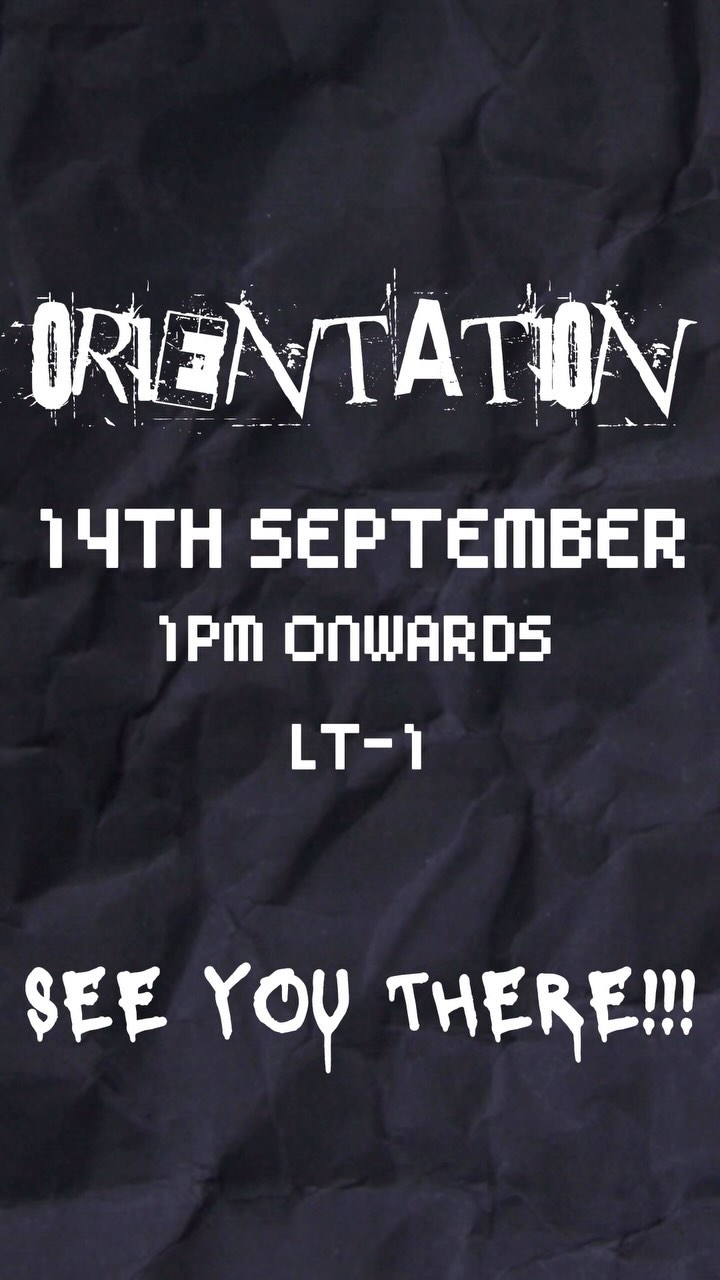 ORIENTATION
14TH SEPTEMBER
1PM ONWARDS
LT-1
SEE YOU THERE!!!